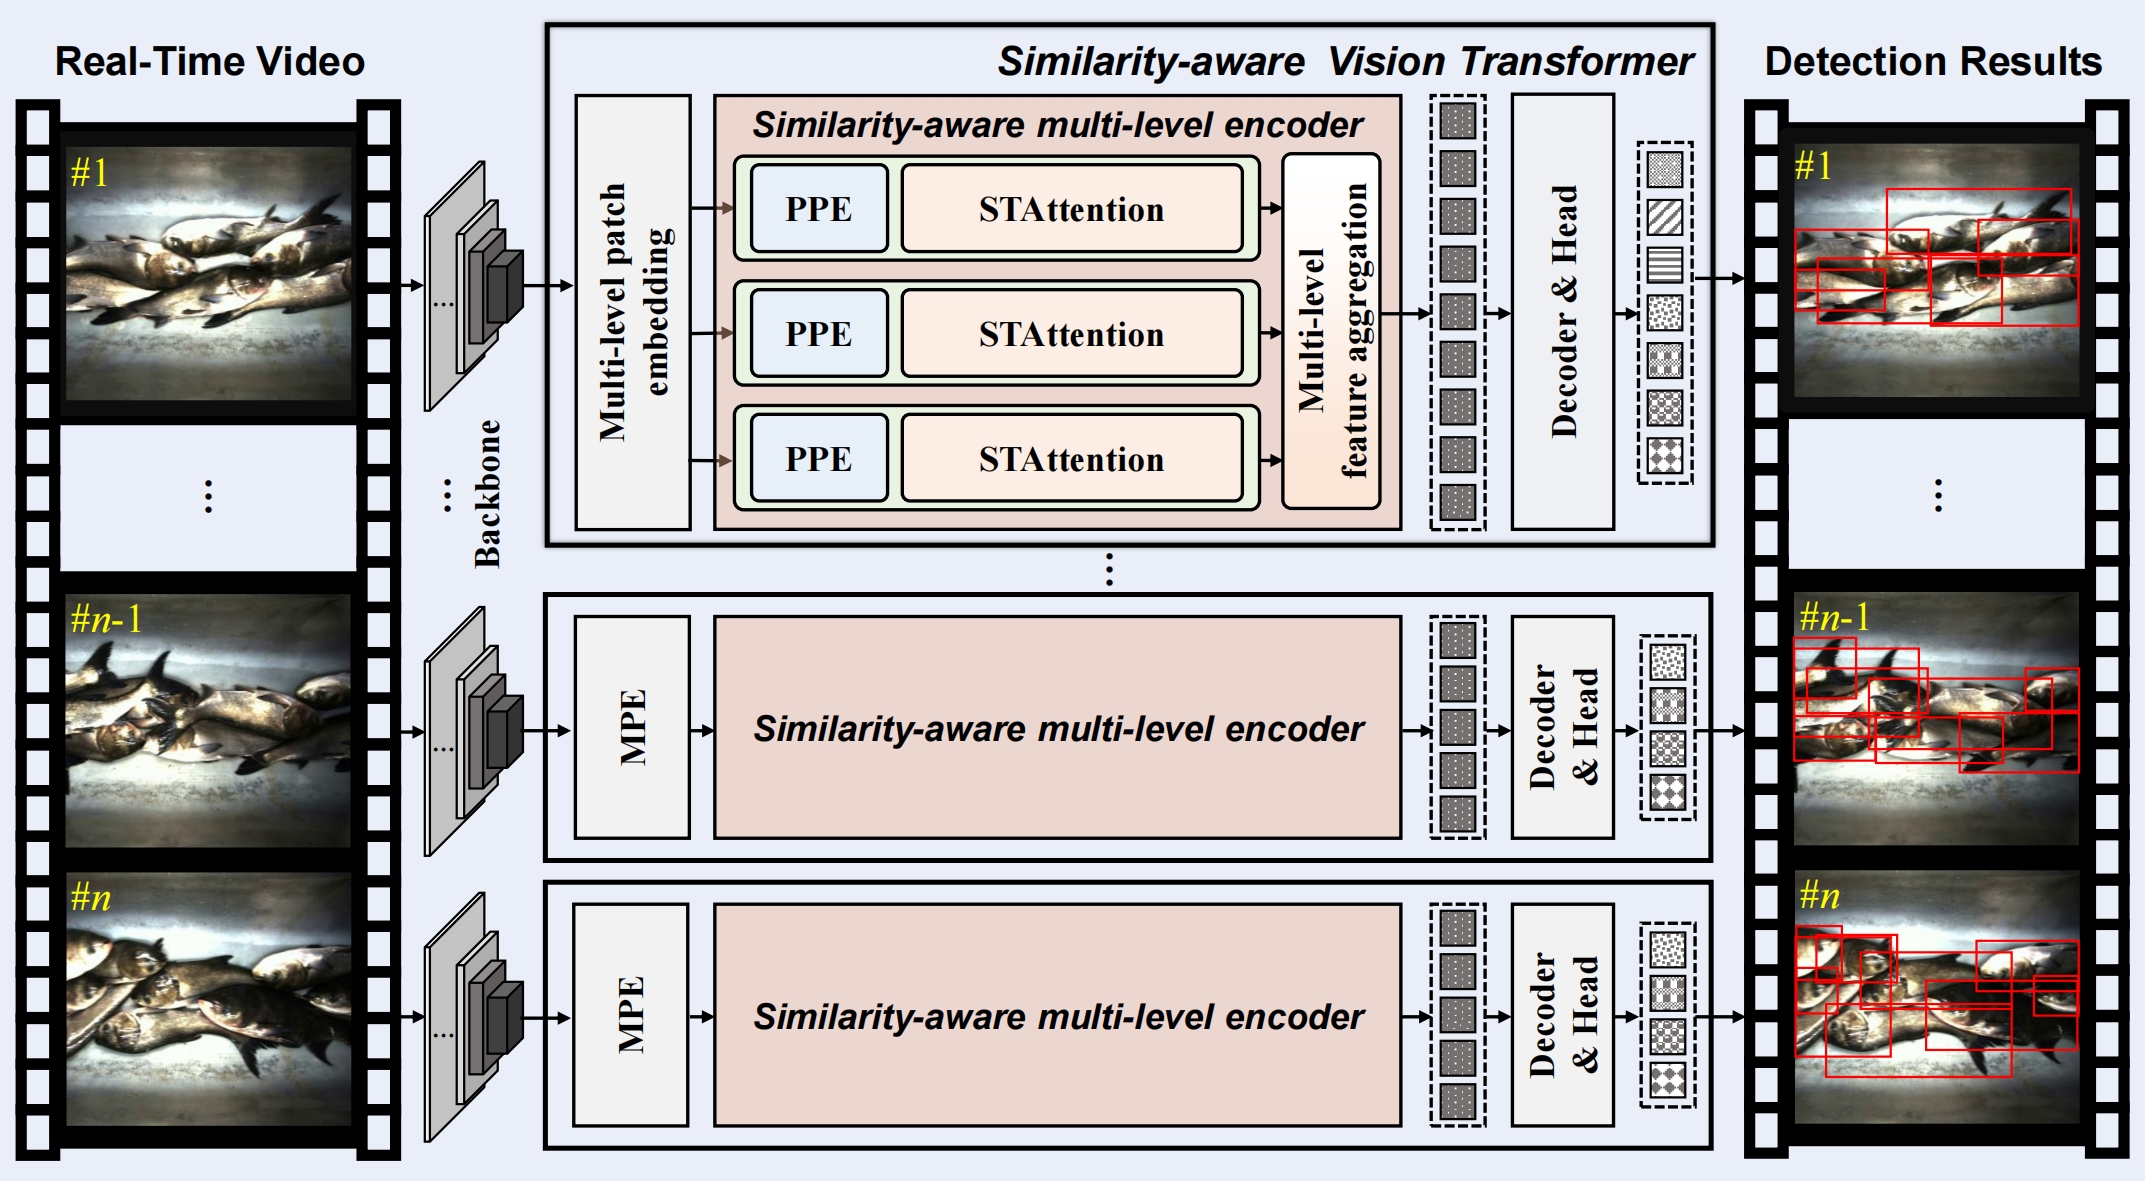 Real-Time Video
Similarity-aware Vision Transformer
Detection Results
#1
...
#n-1
#n
...
...
Backbone
...
...
Multi-level patch
embedding
Similarity-aware multi-level encoder
PPE
STAttention
PPE
STAttention
PPE
STAttention
Multi-level
feature aggregation
Decoder & Head
...
MPE
Similarity-aware multi-level encoder
Decoder
& Head
MPE
Similarity-aware multi-level encoder
Decoder
& Head
#1
...
#n-1
#n